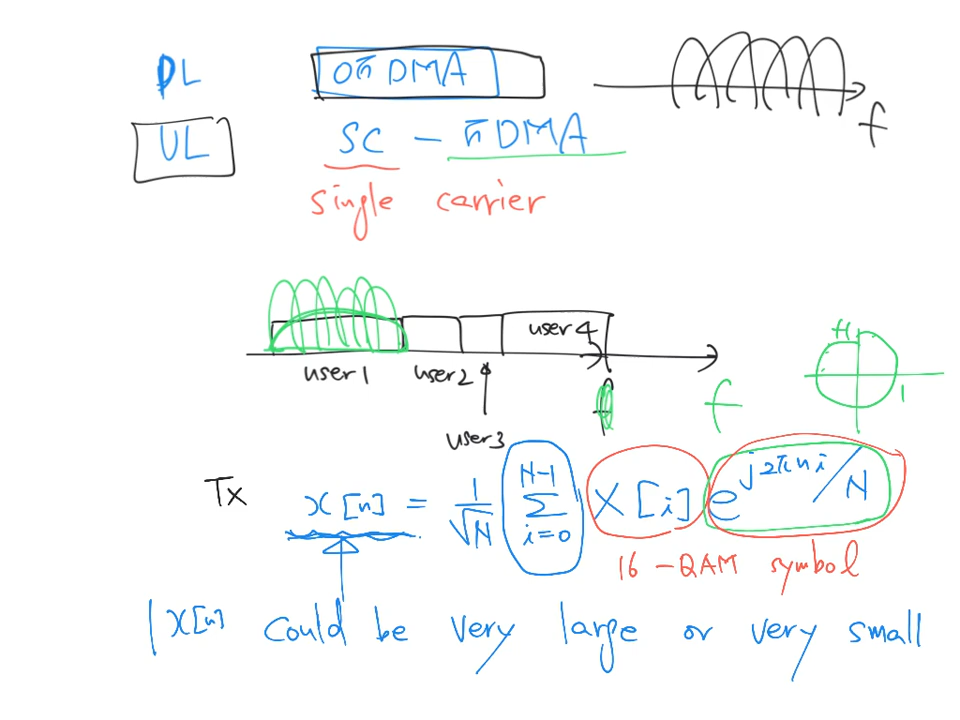 DL OFDMA
f
UL SC - FDMA
single carrier
user 4
+1
user 1 user 2
1
f
f
user 3
Tx x[n] = 1/√N N-1 ∑ i=0 X[i] e^{j2πni/N}
16-QAM symbol
|x[n] could be very large or very small